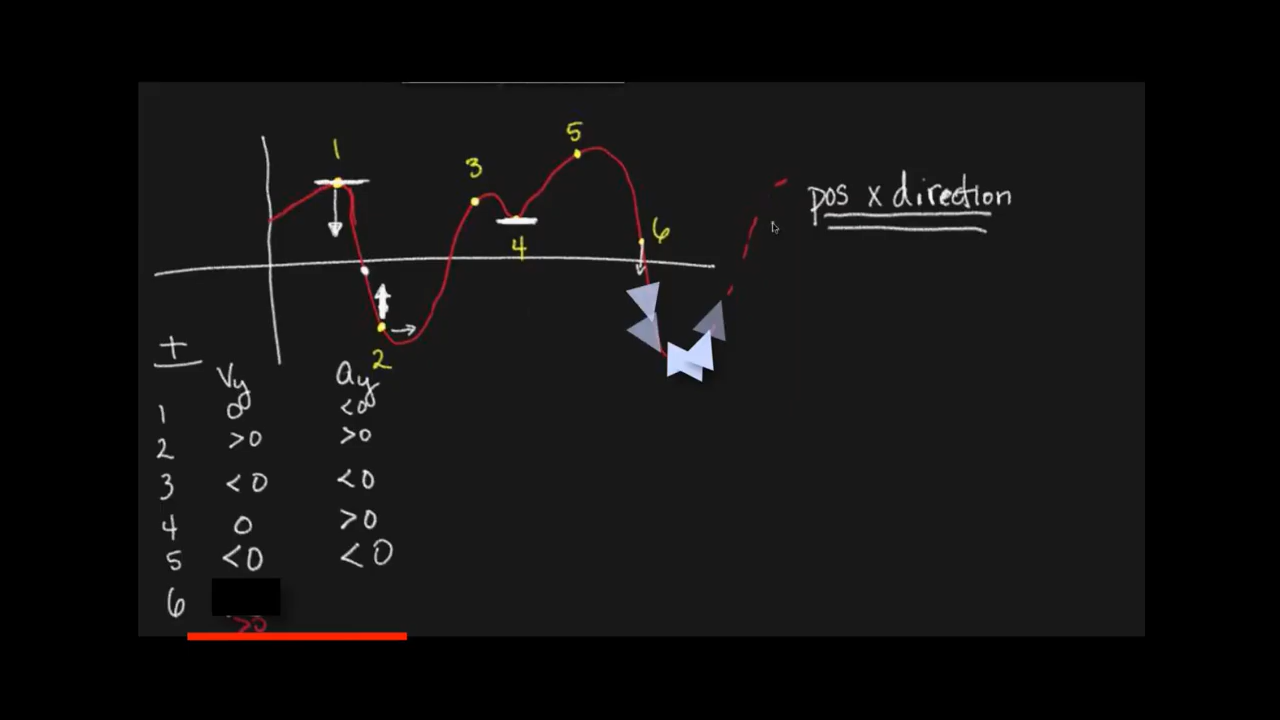 1
5
3
pos x direction
6
4
2
+
Vy ay
1 0 <0
2 >0 >0
3 <0 <0
4 0 >0
5 <0 <0
6
>0